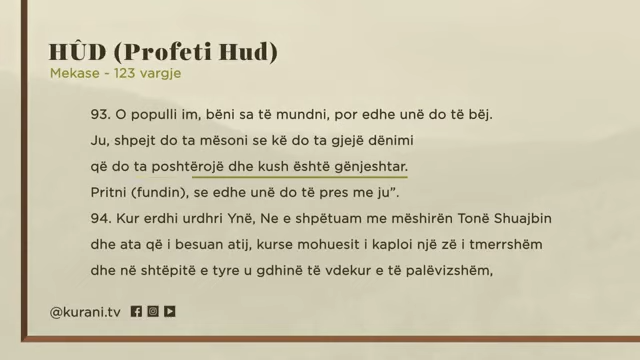 HÛD (Profeti Hud)
Mekase - 123 vargje
93. O populli im, bëni sa të mundni, por edhe unë do të bëj.
Ju, shpejt do ta mësoni se kë do ta gjejë dënimi
që do ta poshtërojë dhe kush është gënjeshtar.
Pritni (fundin), se edhe unë do të pres me ju”.
94. Kur erdhi urdhri Ynë, Ne e shpëtuam me mëshirën Tonë Shuajbin
dhe ata që i besuan atij, kurse mohuesit i kaploi një zë i tmerrshëm
dhe në shtëpitë e tyre u gdhinë të vdekur e të palëvizshëm,
@kurani.tv